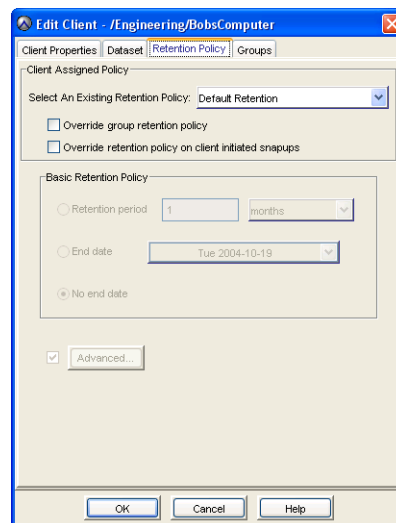 Edit Client - /Engineering/BobsComputer
Client Properties Dataset Retention Policy Groups
Client Assigned Policy
Select An Existing Retention Policy: Default Retention
Override group retention policy
Override retention policy on client initiated snapups
Basic Retention Policy
Retention period 1 months
End date Tue 2004-10-19
No end date
Advanced...
OK Cancel Help